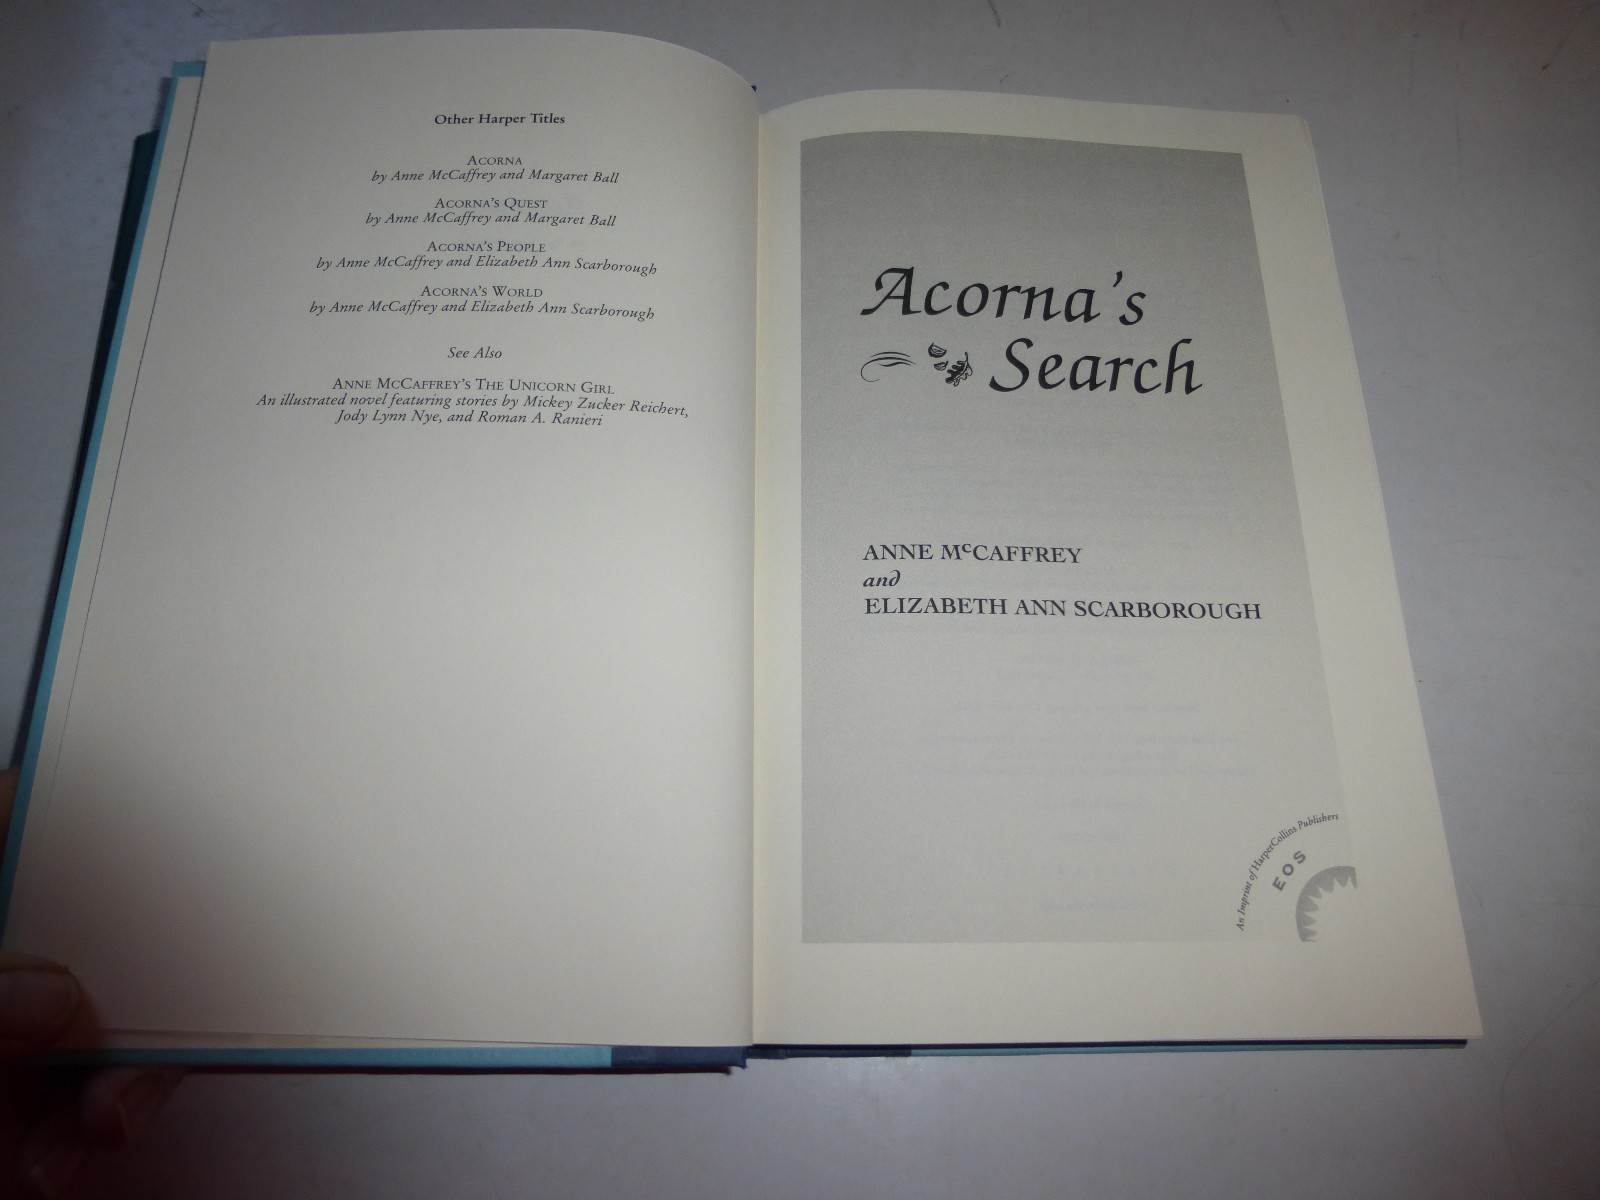 Other Harper Titles
ACORNA
by Anne McCaffrey and Margaret Ball
ACORNA'S QUEST
by Anne McCaffrey and Margaret Ball
ACORNA'S PEOPLE
by Anne McCaffrey and Elizabeth Ann Scarborough
ACORNA'S WORLD
by Anne McCaffrey and Elizabeth Ann Scarborough
See Also
ANNE MCCAFFREY'S THE UNICORN GIRL
An illustrated novel featuring stories by Mickey Zucker Reichert,
Jody Lynn Nye, and Roman A. Ranieri
Acorna's
Search
ANNE McCAFFREY
and
ELIZABETH ANN SCARBOROUGH
An Imprint of HarperCollins Publishers
EOS